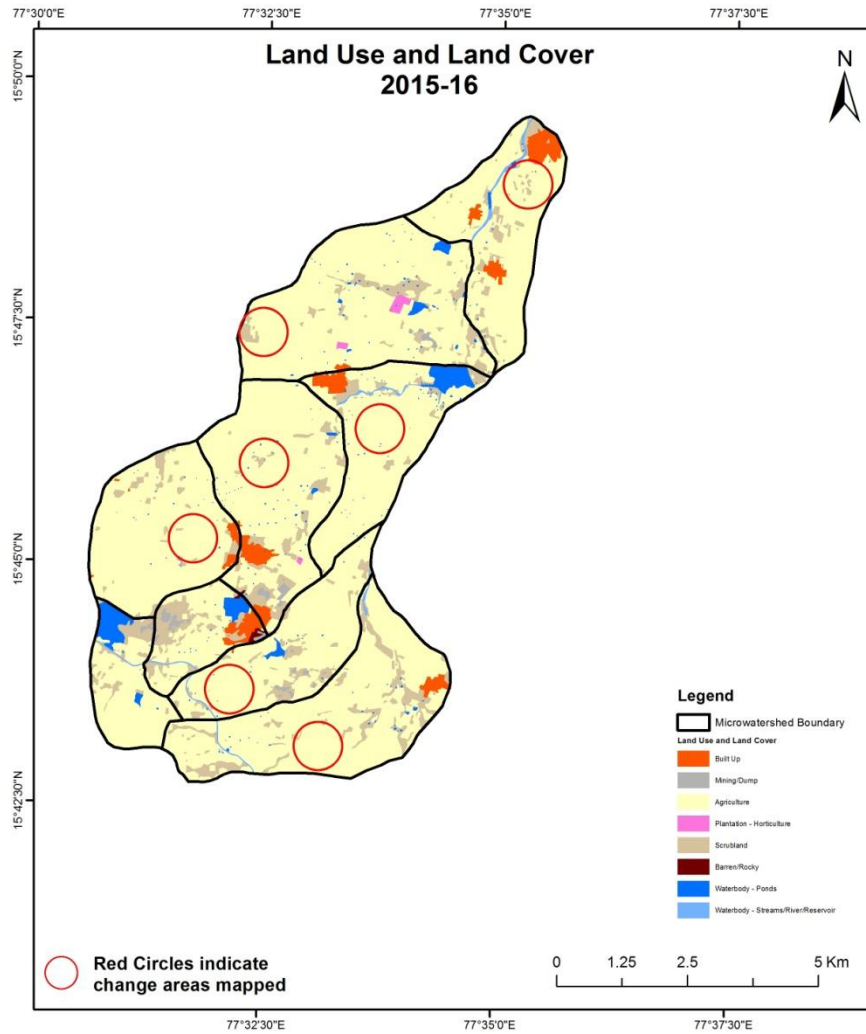 77°30'0"E 77°32'30"E 77°35'0"E 77°37'30"E
Land Use and Land Cover
2015-16
N
15°50'0"N
15°47'30"N
15°45'0"N
15°42'30"N
Legend
Microwatershed Boundary
Land Use and Land Cover
Built Up
Mining/Dump
Agriculture
Plantation - Horticulture
Scrubland
Barren/Rocky
Waterbody - Ponds
Waterbody - Streams/River/Reservoir
Red Circles indicate
change areas mapped
0 1.25 2.5 5 Km
77°32'30"E 77°35'0"E 77°37'30"E